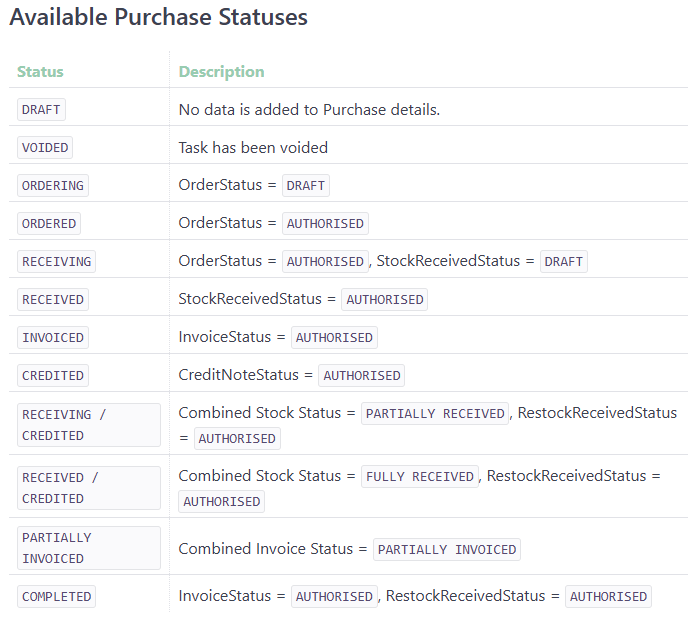 Available Purchase Statuses
Status Description
DRAFT No data is added to Purchase details.
VOIDED Task has been voided
ORDERING OrderStatus = DRAFT
ORDERED OrderStatus = AUTHORISED
RECEIVING OrderStatus = AUTHORISED, StockReceivedStatus = DRAFT
RECEIVED StockReceivedStatus = AUTHORISED
INVOICED InvoiceStatus = AUTHORISED
CREDITED CreditNoteStatus = AUTHORISED
RECEIVING / CREDITED Combined Stock Status = PARTIALLY RECEIVED, RestockReceivedStatus
= AUTHORISED
RECEIVED / CREDITED Combined Stock Status = FULLY RECEIVED, RestockReceivedStatus =
AUTHORISED
PARTIALLY INVOICED Combined Invoice Status = PARTIALLY INVOICED
COMPLETED InvoiceStatus = AUTHORISED, RestockReceivedStatus = AUTHORISED